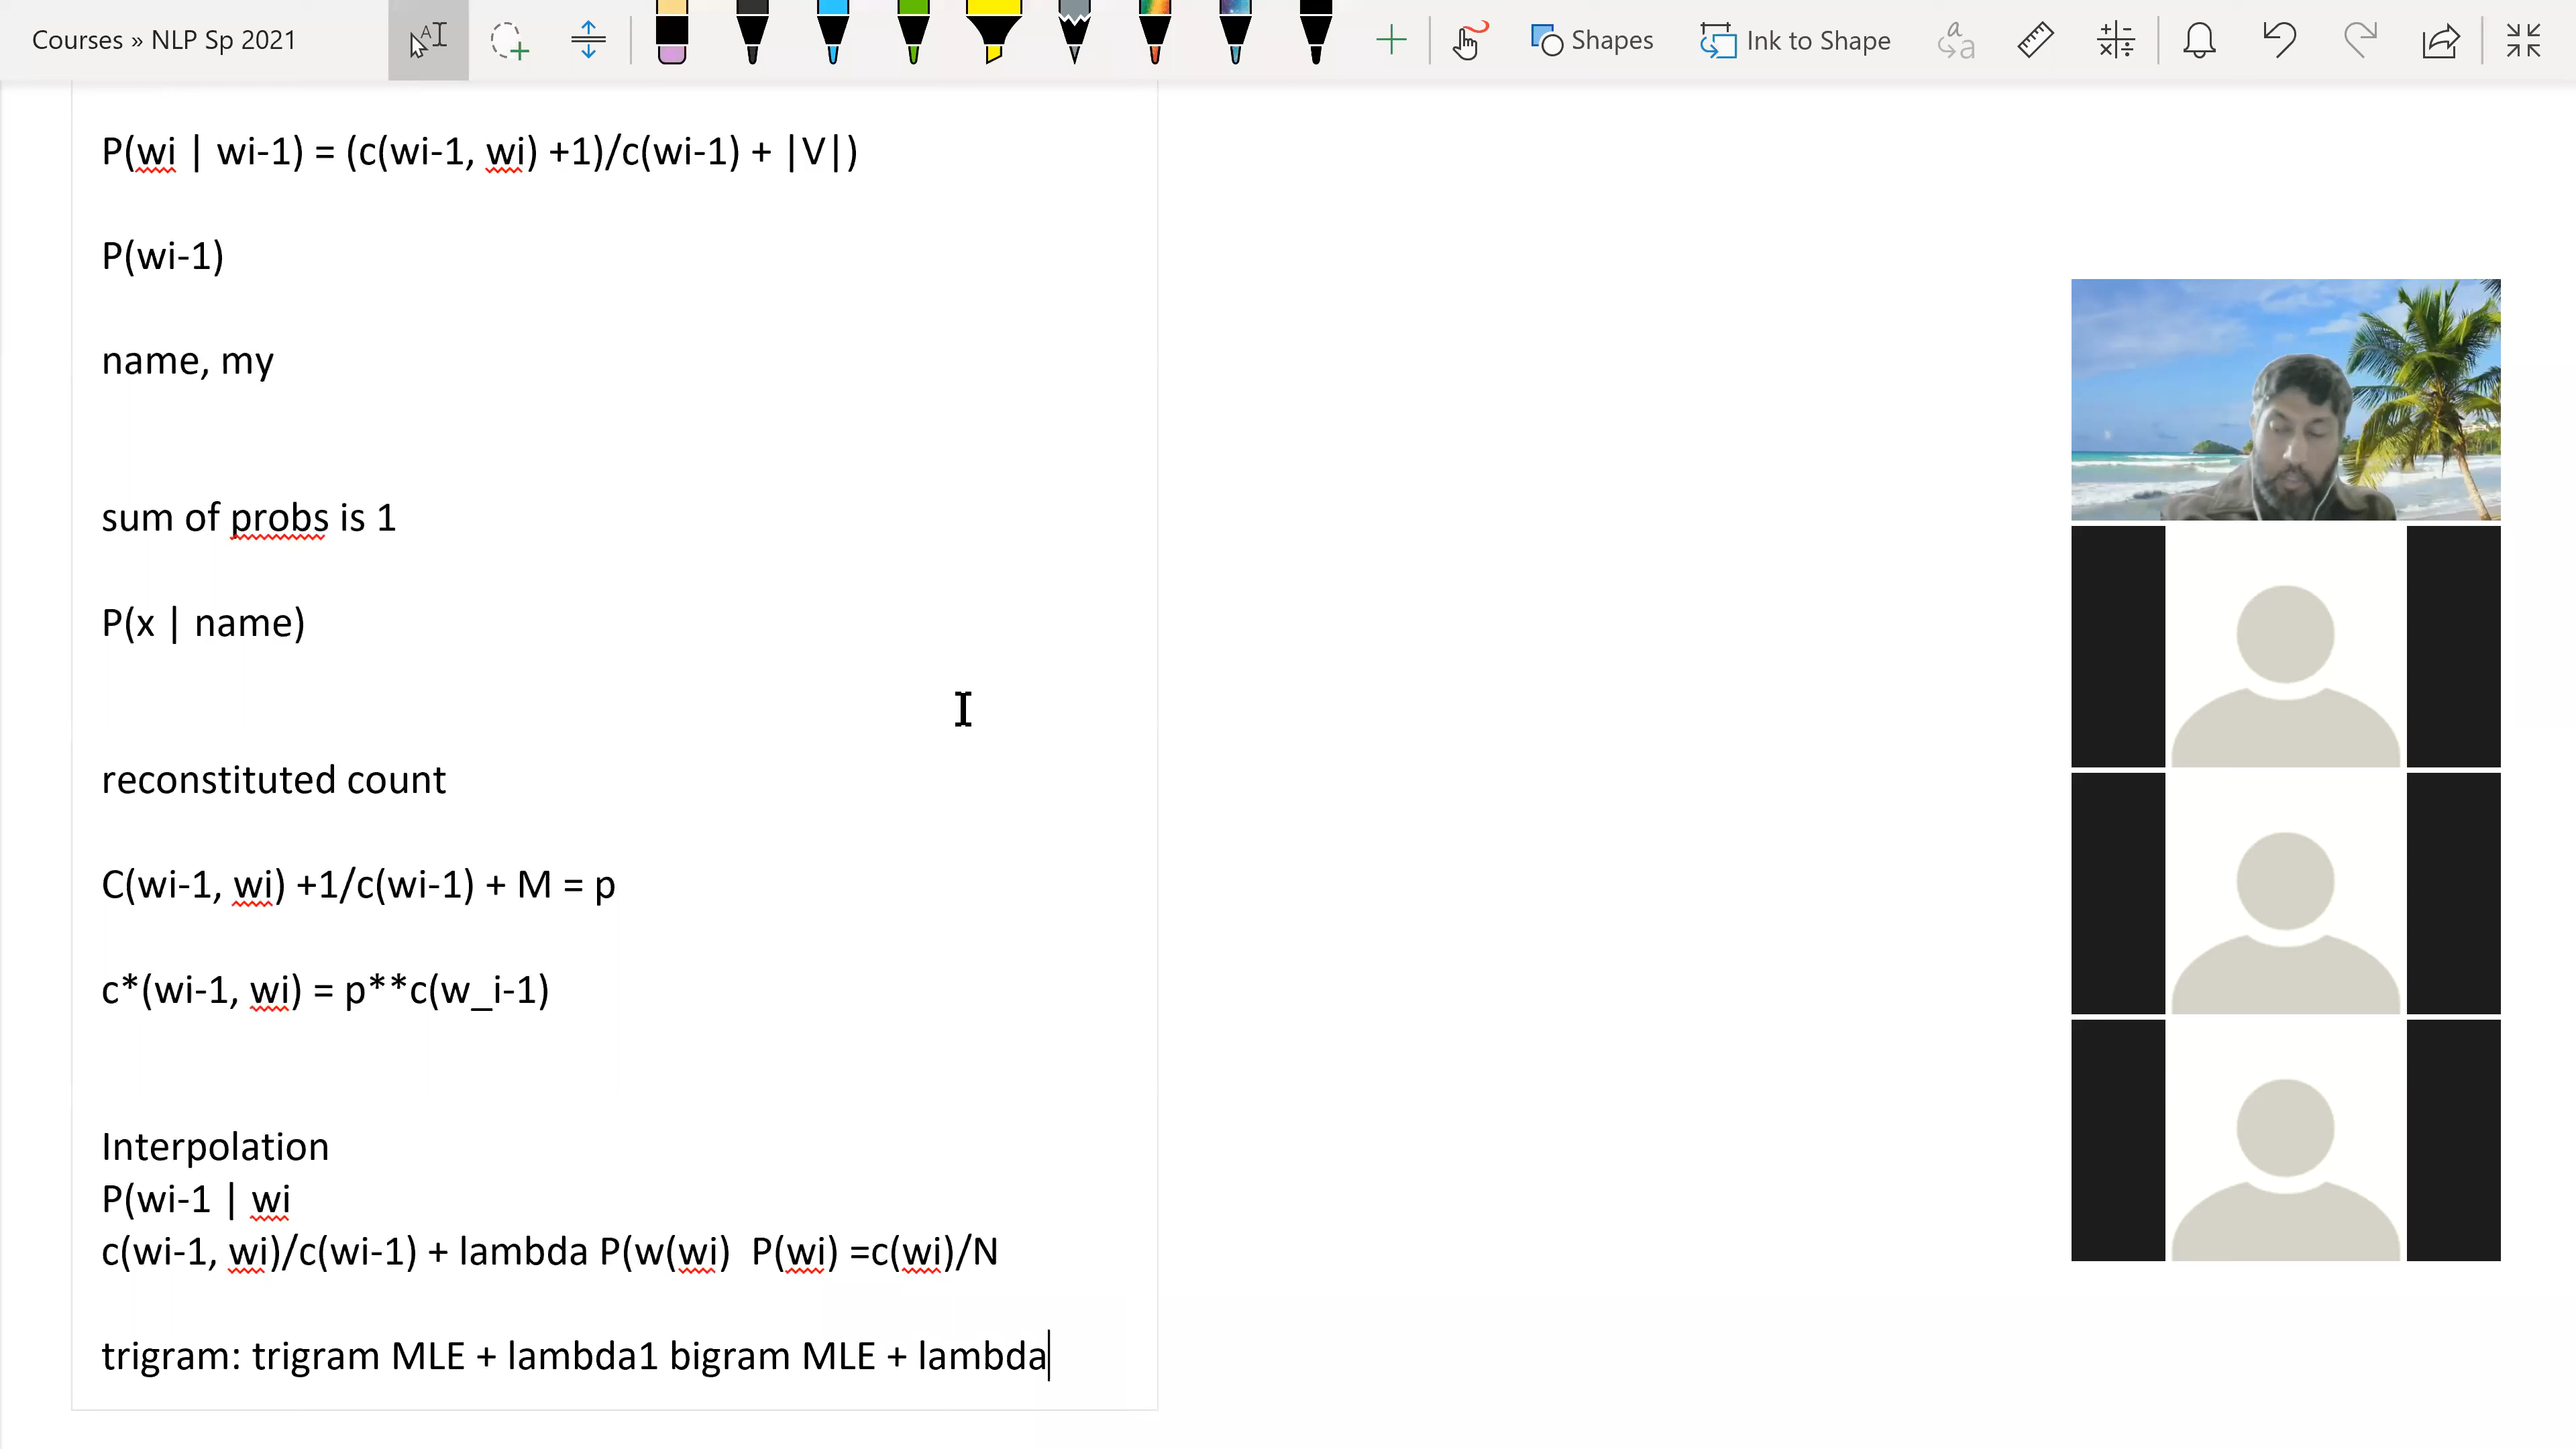 Courses » NLP Sp 2021
Shapes
Ink to Shape
P(wi | wi-1) = (c(wi-1, wi) +1)/c(wi-1) + |V|)
P(wi-1)
name, my
sum of probs is 1
P(x | name)
reconstituted count
C(wi-1, wi) +1/c(wi-1) + M = p
c*(wi-1, wi) = p**c(w_i-1)
Interpolation
P(wi-1 | wi
c(wi-1, wi)/c(wi-1) + lambda P(w(wi)  P(wi) =c(wi)/N
trigram: trigram MLE + lambda1 bigram MLE + lambda